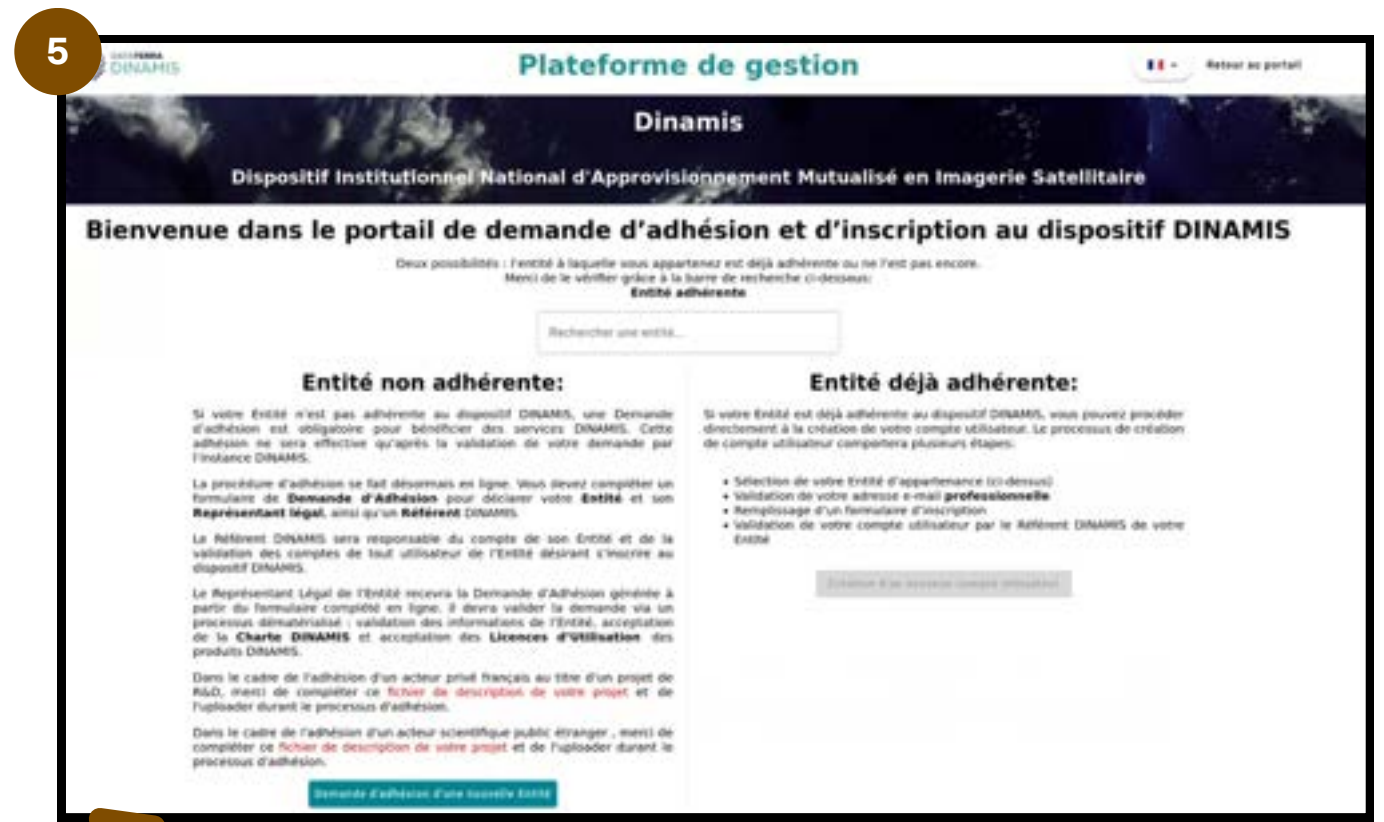 5
DATATERRA
DINAMIS
Plateforme de gestion
Retour au portail
Dinamis
Dispositif Institutionnel National d'Approvisionnement Mutualisé en Imagerie Satellitaire
Bienvenue dans le portail de demande d'adhésion et d'inscription au dispositif DINAMIS
Deux possibilités : l'entité à laquelle vous appartenez est déjà adhérente ou ne l'est pas encore.
Merci de le vérifier grâce à la barre de recherche ci-dessous:
Entité adhérente
Rechercher une entité...
Entité non adhérente:
Si votre Entité n'est pas adhérente au dispositif DINAMIS, une Demande
d'adhésion est obligatoire pour bénéficier des services DINAMIS. Cette
adhésion ne sera effective qu'après la validation de votre demande par
l'instance DINAMIS.
La procédure d'adhésion se fait désormais en ligne. Vous devez compléter un
formulaire de Demande d'Adhésion pour déclarer votre Entité et son
Représentant légal, ainsi qu'un Référent DINAMIS.
Le Référent DINAMIS sera responsable du compte de son Entité et de la
validation des comptes de tout utilisateur de l'Entité désirant s'inscrire au
dispositif DINAMIS.
Le Représentant Légal de l'Entité recevra la Demande d'Adhésion générée à
partir du formulaire complété en ligne. Il devra valider la demande via un
processus dématérialisé : validation des informations de l'Entité, acceptation
de la Charte DINAMIS et acceptation des Licences d'Utilisation des
produits DINAMIS.
Dans le cadre de l'adhésion d'un acteur privé français au titre d'un projet de
R&D, merci de compléter ce fichier de description de votre projet et de
l'uploader durant le processus d'adhésion.
Dans le cadre de l'adhésion d'un acteur scientifique public étranger , merci de
compléter ce fichier de description de votre projet et de l'uploader durant le
processus d'adhésion.
Demande d'adhésion d'une nouvelle Entité
Entité déjà adhérente:
Si votre Entité est déjà adhérente au dispositif DINAMIS, vous pouvez procéder
directement à la création de votre compte utilisateur. Le processus de création
de compte utilisateur comportera plusieurs étapes:
• Sélection de votre Entité d'appartenance (ci-dessus)
• Validation de votre adresse e-mail professionnelle
• Remplissage d'un formulaire d'inscription
• Validation de votre compte utilisateur par le Référent DINAMIS de votre
Entité
Création d'un nouveau compte utilisateur